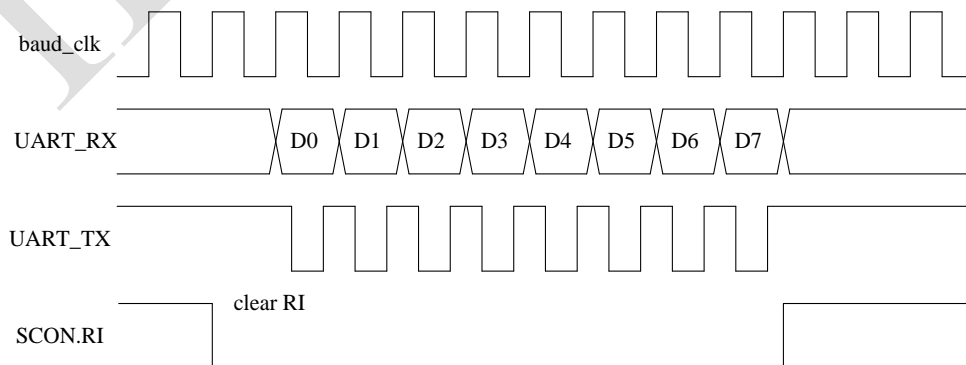 baud_clk
UART_RX D0 D1 D2 D3 D4 D5 D6 D7
UART_TX
clear RI
SCON.RI